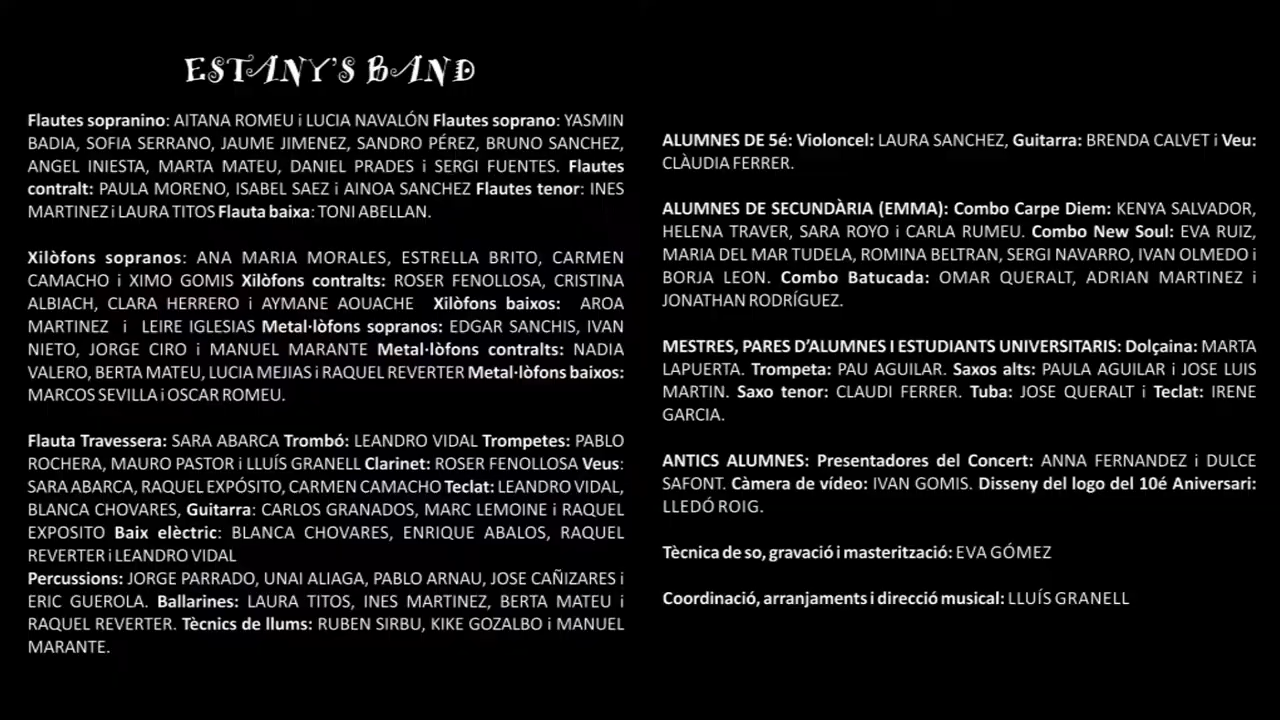 ESTANY'S BAND
Flautes sopranino: AITANA ROMEU i LUCIA NAVALÓN Flautes soprano: YASMIN
BADIA, SOFIA SERRANO, JAUME JIMENEZ, SANDRO PÉREZ, BRUNO SANCHEZ,
ANGEL INIESTA, MARTA MATEU, DANIEL PRADES i SERGI FUENTES. Flautes
contralt: PAULA MORENO, ISABEL SAEZ i AINOA SANCHEZ Flautes tenor: INES
MARTINEZ i LAURA TITOS Flauta baixa: TONI ABELLAN.
Xilòfons sopranos: ANA MARIA MORALES, ESTRELLA BRITO, CARMEN
CAMACHO i XIMO GOMIS Xilòfons contralts: ROSER FENOLLOSA, CRISTINA
ALBIACH, CLARA HERRERO i AYMANE AOUACHE Xilòfons baixos: AROA
MARTINEZ i LEIRE IGLESIAS Metal·lòfons sopranos: EDGAR SANCHIS, IVAN
NIETO, JORGE CIRO i MANUEL MARANTE Metal·lòfons contralts: NADIA
VALERO, BERTA MATEU, LUCIA MEJIAS i RAQUEL REVERTER Metal·lòfons baixos:
MARCOS SEVILLA i OSCAR ROMEU.
Flauta Travessera: SARA ABARCA Trombó: LEANDRO VIDAL Trompetes: PABLO
ROCHERA, MAURO PASTOR i LLUÍS GRANELL Clarinet: ROSER FENOLLOSA Veus:
SARA ABARCA, RAQUEL EXPÓSITO, CARMEN CAMACHO Teclat: LEANDRO VIDAL,
BLANCA CHOVARES, Guitarra: CARLOS GRANADOS, MARC LEMOINE i RAQUEL
EXPOSITO Baix elèctric: BLANCA CHOVARES, ENRIQUE ABALOS, RAQUEL
REVERTER i LEANDRO VIDAL
Percussions: JORGE PARRADO, UNAI ALIAGA, PABLO ARNAU, JOSE CAÑIZARES i
ERIC GUEROLA. Ballarines: LAURA TITOS, INES MARTINEZ, BERTA MATEU i
RAQUEL REVERTER. Tècnics de llums: RUBEN SIRBU, KIKE GOZALBO i MANUEL
MARANTE.
ALUMNES DE 5é: Violoncel: LAURA SANCHEZ, Guitarra: BRENDA CALVET i Veu:
CLÀUDIA FERRER.
ALUMNES DE SECUNDÀRIA (EMMA): Combo Carpe Diem: KENYA SALVADOR,
HELENA TRAVER, SARA ROYO i CARLA RUMEU. Combo New Soul: EVA RUIZ,
MARIA DEL MAR TUDELA, ROMINA BELTRAN, SERGI NAVARRO, IVAN OLMEDO i
BORJA LEON. Combo Batucada: OMAR QUERALT, ADRIAN MARTINEZ i
JONATHAN RODRÍGUEZ.
MESTRES, PARES D'ALUMNES I ESTUDIANTS UNIVERSITARIS: Dolçaina: MARTA
LAPUERTA. Trompeta: PAU AGUILAR. Saxos alts: PAULA AGUILAR i JOSE LUIS
MARTIN. Saxo tenor: CLAUDI FERRER. Tuba: JOSE QUERALT i Teclat: IRENE
GARCIA.
ANTICS ALUMNES: Presentadores del Concert: ANNA FERNANDEZ i DULCE
SAFONT. Càmera de vídeo: IVAN GOMIS. Disseny del logo del 10é Aniversari:
LLEDÓ ROIG.
Tècnica de so, gravació i masterització: EVA GÓMEZ
Coordinació, arranjaments i direcció musical: LLUÍS GRANELL